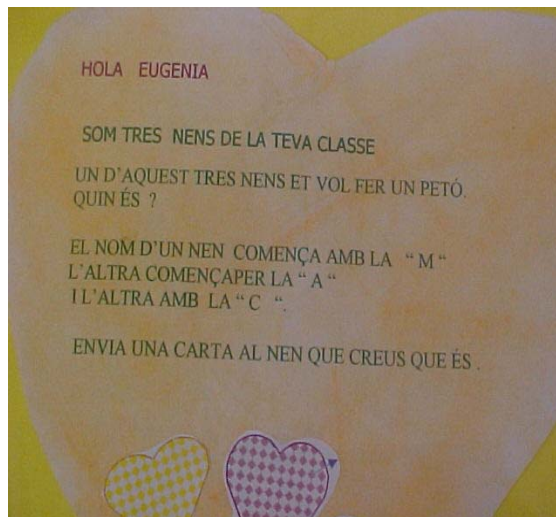 HOLA EUGENIA
SOM TRES NENS DE LA TEVA CLASSE
UN D'AQUEST TRES NENS ET VOL FER UN PETÓ.
QUIN ÉS ?
EL NOM D'UN NEN COMENÇA AMB LA “ M “
L'ALTRA COMENÇAPER LA “ A “
I L'ALTRA AMB LA “ C “.
ENVIA UNA CARTA AL NEN QUE CREUS QUE ÉS .